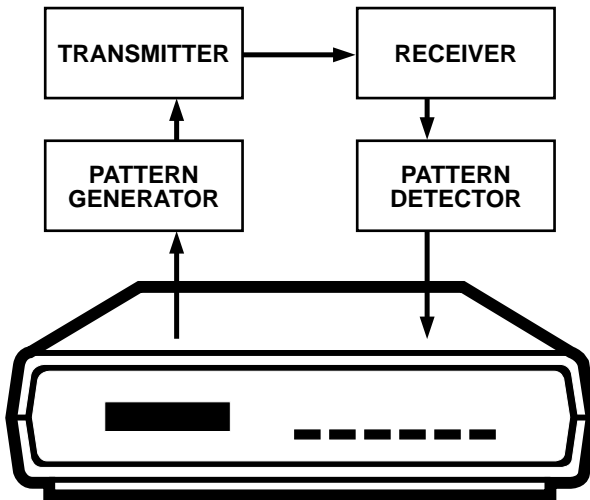 TRANSMITTER
RECEIVER
PATTERN
GENERATOR
PATTERN
DETECTOR